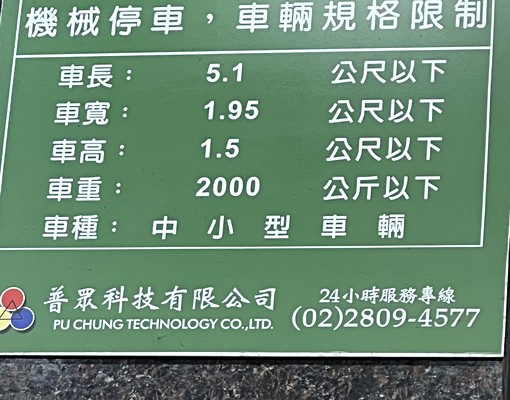 機械停車，車輛規格限制
車長： 5.1 公尺以下
車寬： 1.95 公尺以下
車高： 1.5 公尺以下
車重： 2000 公斤以下
車種： 中 小 型 車 輛
普眾科技有限公司
PU CHUNG TECHNOLOGY CO.,LTD.
24小時服務專線
(02)2809-4577